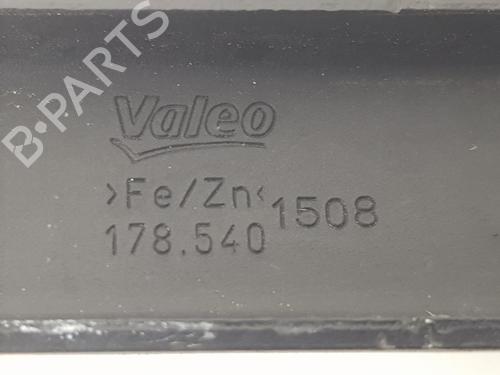 B-PARTS
Valeo
>Fe/Zn< 1508
178.540